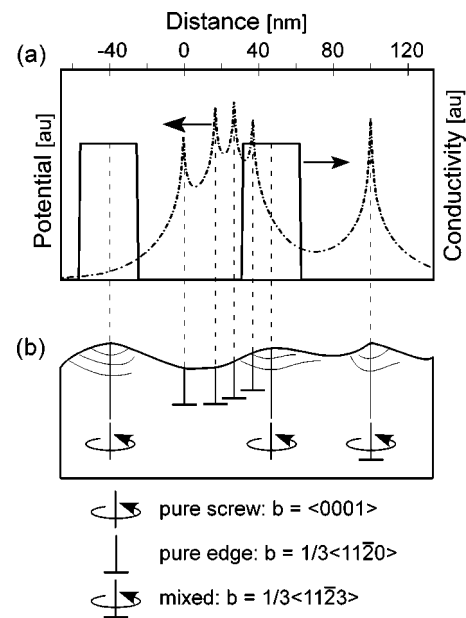 Distance [nm]
-40 0 40 80 120
(a)
Potential [au]
Conductivity [au]
(b)
pure screw: b = <0001>
pure edge: b = 1/3<112̅0>
mixed: b = 1/3<112̅3>